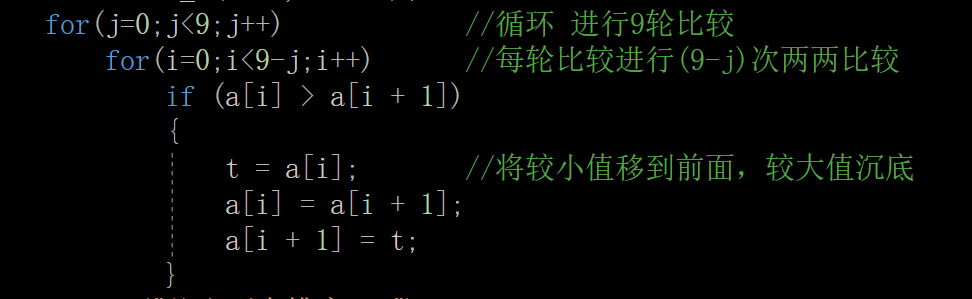 for(j=0;j<9;j++) //循环 进行9轮比较
for(i=0;i<9-j;i++) //每轮比较进行(9-j)次两两比较
if (a[i] > a[i + 1])
{
t = a[i]; //将较小值移到前面，较大值沉底
a[i] = a[i + 1];
a[i + 1] = t;
}